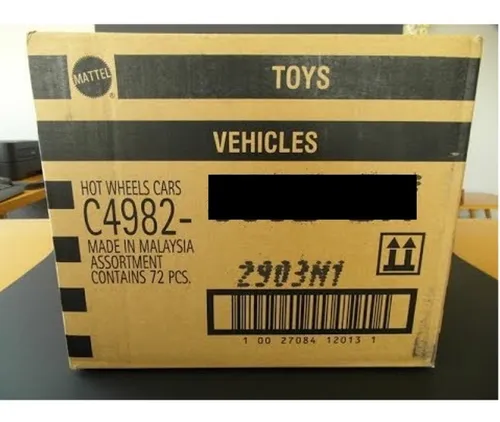 MATTEL
TOYS
VEHICLES
HOT WHEELS CARS
C4982-
MADE IN MALAYSIA
ASSORTMENT
CONTAINS 72 PCS.
2903N1
1 00 27084 12013 1